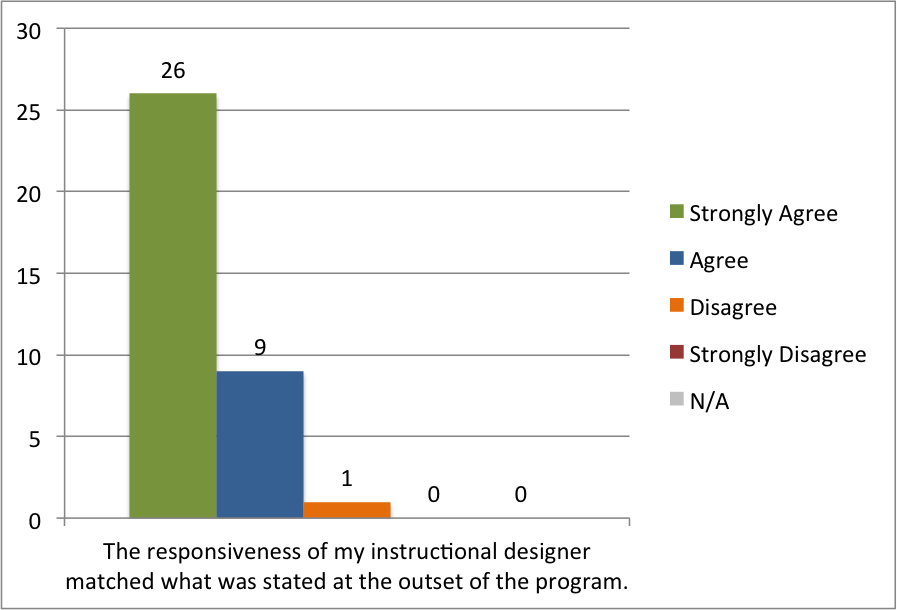 30
25
20
15
10
5
0
26
9
1
0
0
The responsiveness of my instructional designer
matched what was stated at the outset of the program.
Strongly Agree
Agree
Disagree
Strongly Disagree
N/A